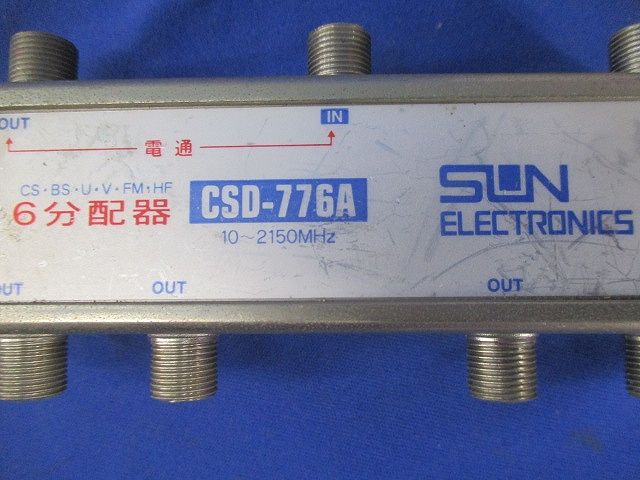 OUT
IN
電通
CS・BS・U・V・FM・HF
6分配器
CSD-776A
10～2150MHz
SUN
ELECTRONICS
OUT
OUT
OUT